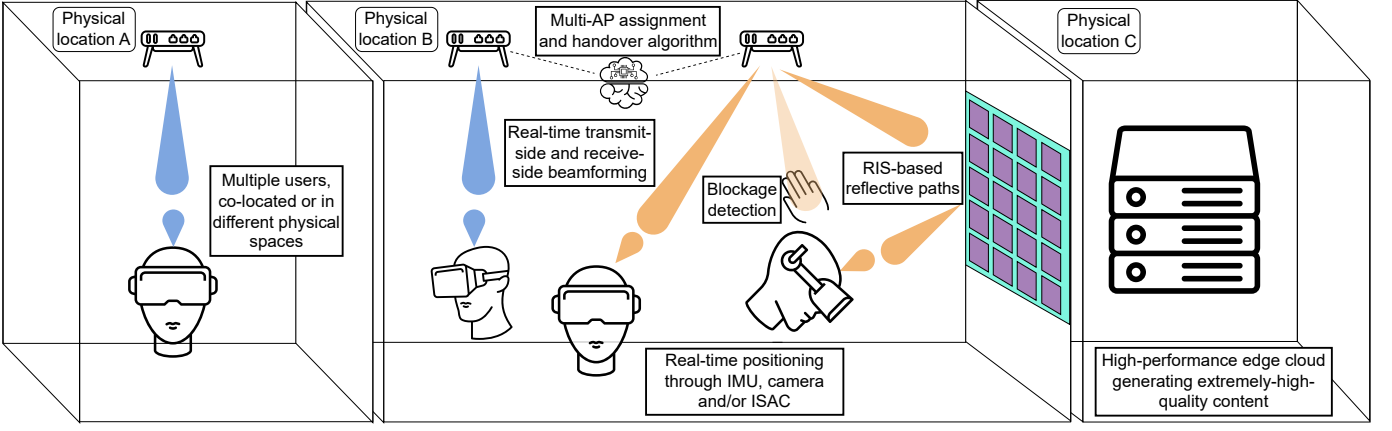 Physical
location A
Physical
location B
Multi-AP assignment
and handover algorithm
Physical
location C
Real-time transmit-
side and receive-
side beamforming
Multiple users,
co-located or in
different physical
spaces
Blockage
detection
RIS-based
reflective paths
Real-time positioning
through IMU, camera
and/or ISAC
High-performance edge cloud
generating extremely-high-
quality content